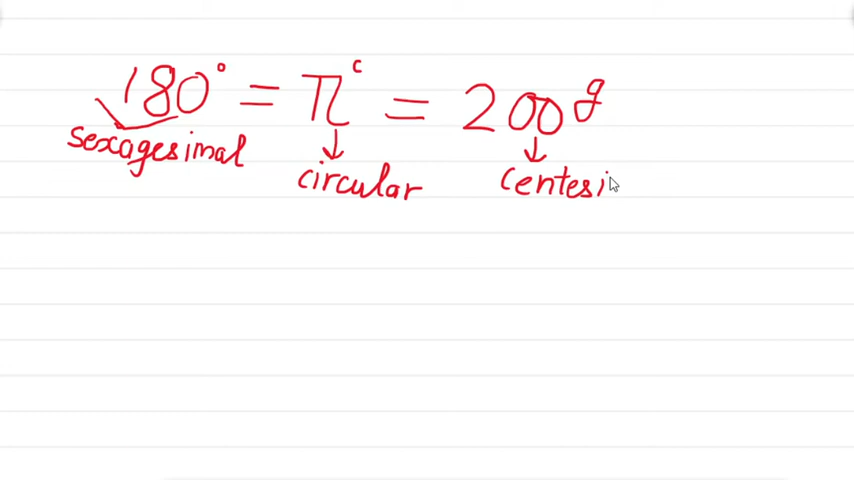 180° = π^c = 200^g
sexagesimal
circular
centesi